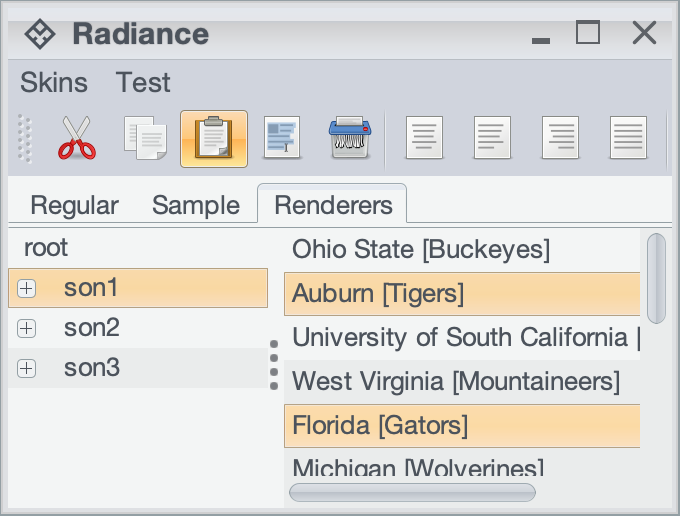 Radiance
Skins Test
Regular Sample Renderers
root
son1
son2
son3
Ohio State [Buckeyes]
Auburn [Tigers]
University of South California [
West Virginia [Mountaineers]
Florida [Gators]
Michigan [Wolverines]